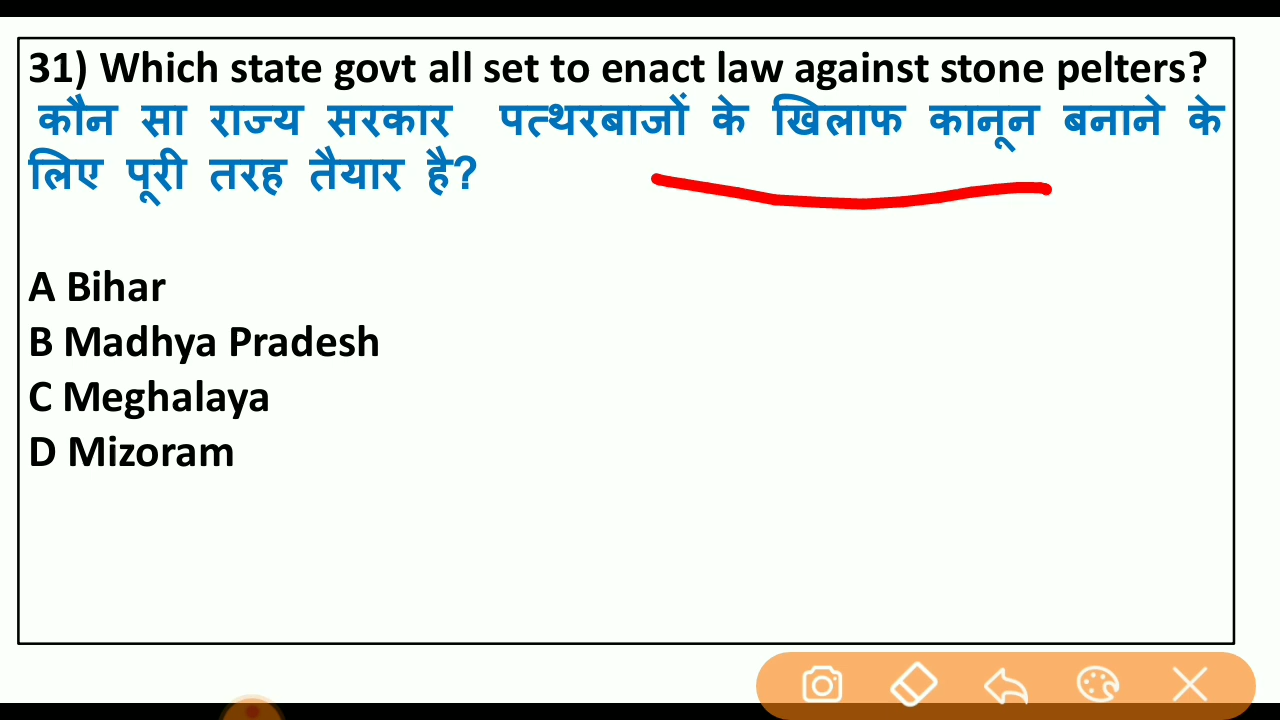 31) Which state govt all set to enact law against stone pelters?
कौन सा राज्य सरकार पत्थरबाजों के खिलाफ कानून बनाने के
लिए पूरी तरह तैयार है?
A Bihar
B Madhya Pradesh
C Meghalaya
D Mizoram